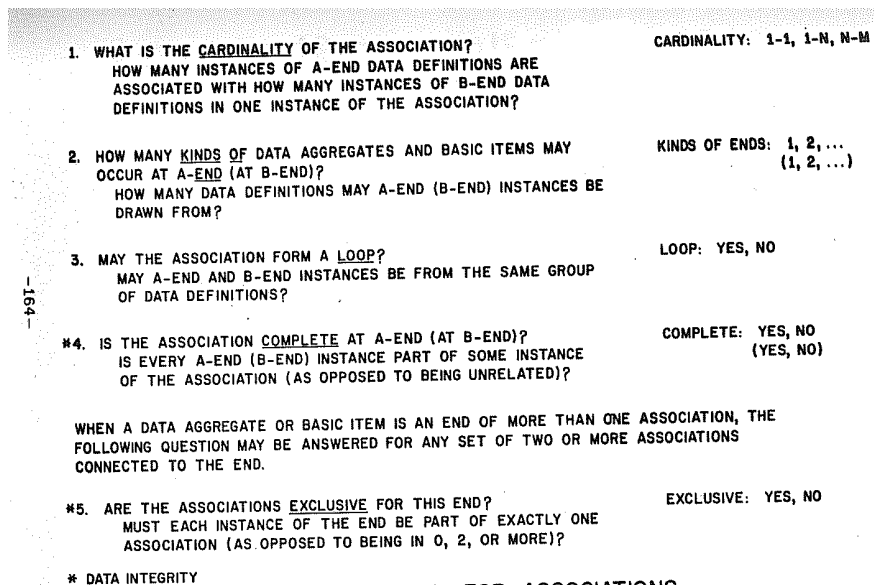 1. WHAT IS THE CARDINALITY OF THE ASSOCIATION? CARDINALITY: 1-1, 1-N, N-M
HOW MANY INSTANCES OF A-END DATA DEFINITIONS ARE
ASSOCIATED WITH HOW MANY INSTANCES OF B-END DATA
DEFINITIONS IN ONE INSTANCE OF THE ASSOCIATION?
2. HOW MANY KINDS OF DATA AGGREGATES AND BASIC ITEMS MAY KINDS OF ENDS: 1, 2,...
OCCUR AT A-END (AT B-END)? (1, 2, ...)
HOW MANY DATA DEFINITIONS MAY A-END (B-END) INSTANCES BE
DRAWN FROM?
3. MAY THE ASSOCIATION FORM A LOOP? LOOP: YES, NO
MAY A-END AND B-END INSTANCES BE FROM THE SAME GROUP
OF DATA DEFINITIONS?
-164-
*4. IS THE ASSOCIATION COMPLETE AT A-END (AT B-END)? COMPLETE: YES, NO
IS EVERY A-END (B-END) INSTANCE PART OF SOME INSTANCE (YES, NO)
OF THE ASSOCIATION (AS OPPOSED TO BEING UNRELATED)?
WHEN A DATA AGGREGATE OR BASIC ITEM IS AN END OF MORE THAN ONE ASSOCIATION, THE
FOLLOWING QUESTION MAY BE ANSWERED FOR ANY SET OF TWO OR MORE ASSOCIATIONS
CONNECTED TO THE END.
*5. ARE THE ASSOCIATIONS EXCLUSIVE FOR THIS END? EXCLUSIVE: YES, NO
MUST EACH INSTANCE OF THE END BE PART OF EXACTLY ONE
ASSOCIATION (AS OPPOSED TO BEING IN 0, 2, OR MORE)?
* DATA INTEGRITY
FOR ASSOCIATIONS